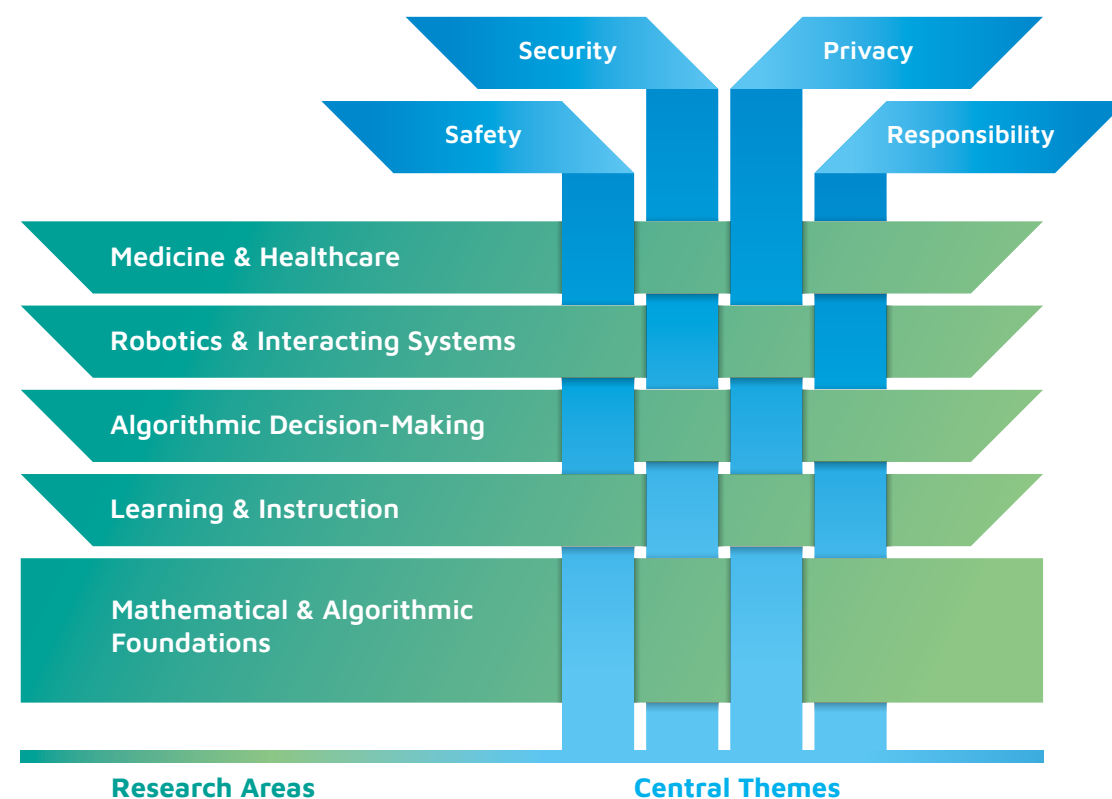 Security
Privacy
Safety
Responsibility
Medicine & Healthcare
Robotics & Interacting Systems
Algorithmic Decision-Making
Learning & Instruction
Mathematical & Algorithmic
Foundations
Research Areas
Central Themes